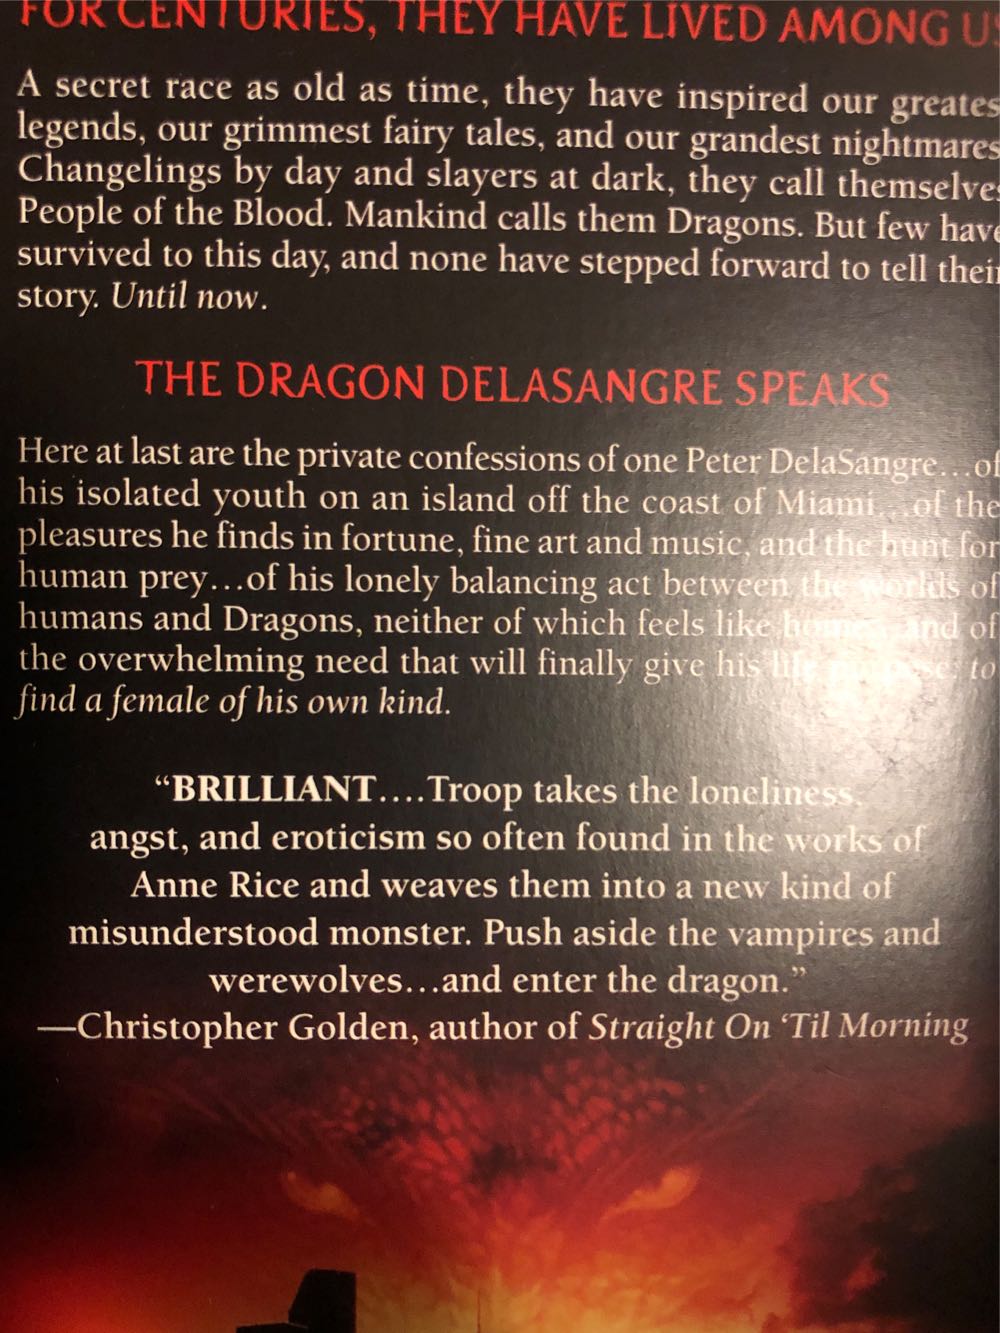 FOR CENTURIES, THEY HAVE LIVED AMONG US
A secret race as old as time, they have inspired our greates
legends, our grimmest fairy tales, and our grandest nightmares
Changelings by day and slayers at dark, they call themselves
People of the Blood. Mankind calls them Dragons. But few have
survived to this day, and none have stepped forward to tell their
story. Until now.
THE DRAGON DELASANGRE SPEAKS
Here at last are the private confessions of one Peter DelaSangre...of
his isolated youth on an island off the coast of Miami...of the
pleasures he finds in fortune, fine art and music, and the hunt for
human prey...of his lonely balancing act between the worlds of
humans and Dragons, neither of which feels like and of
the overwhelming need that will finally give his life purpose: to
find a female of his own kind.
“BRILLIANT....Troop takes the loneliness,
angst, and eroticism so often found in the works of
Anne Rice and weaves them into a new kind of
misunderstood monster. Push aside the vampires and
werewolves...and enter the dragon.”
—Christopher Golden, author of Straight On ‘Til Morning